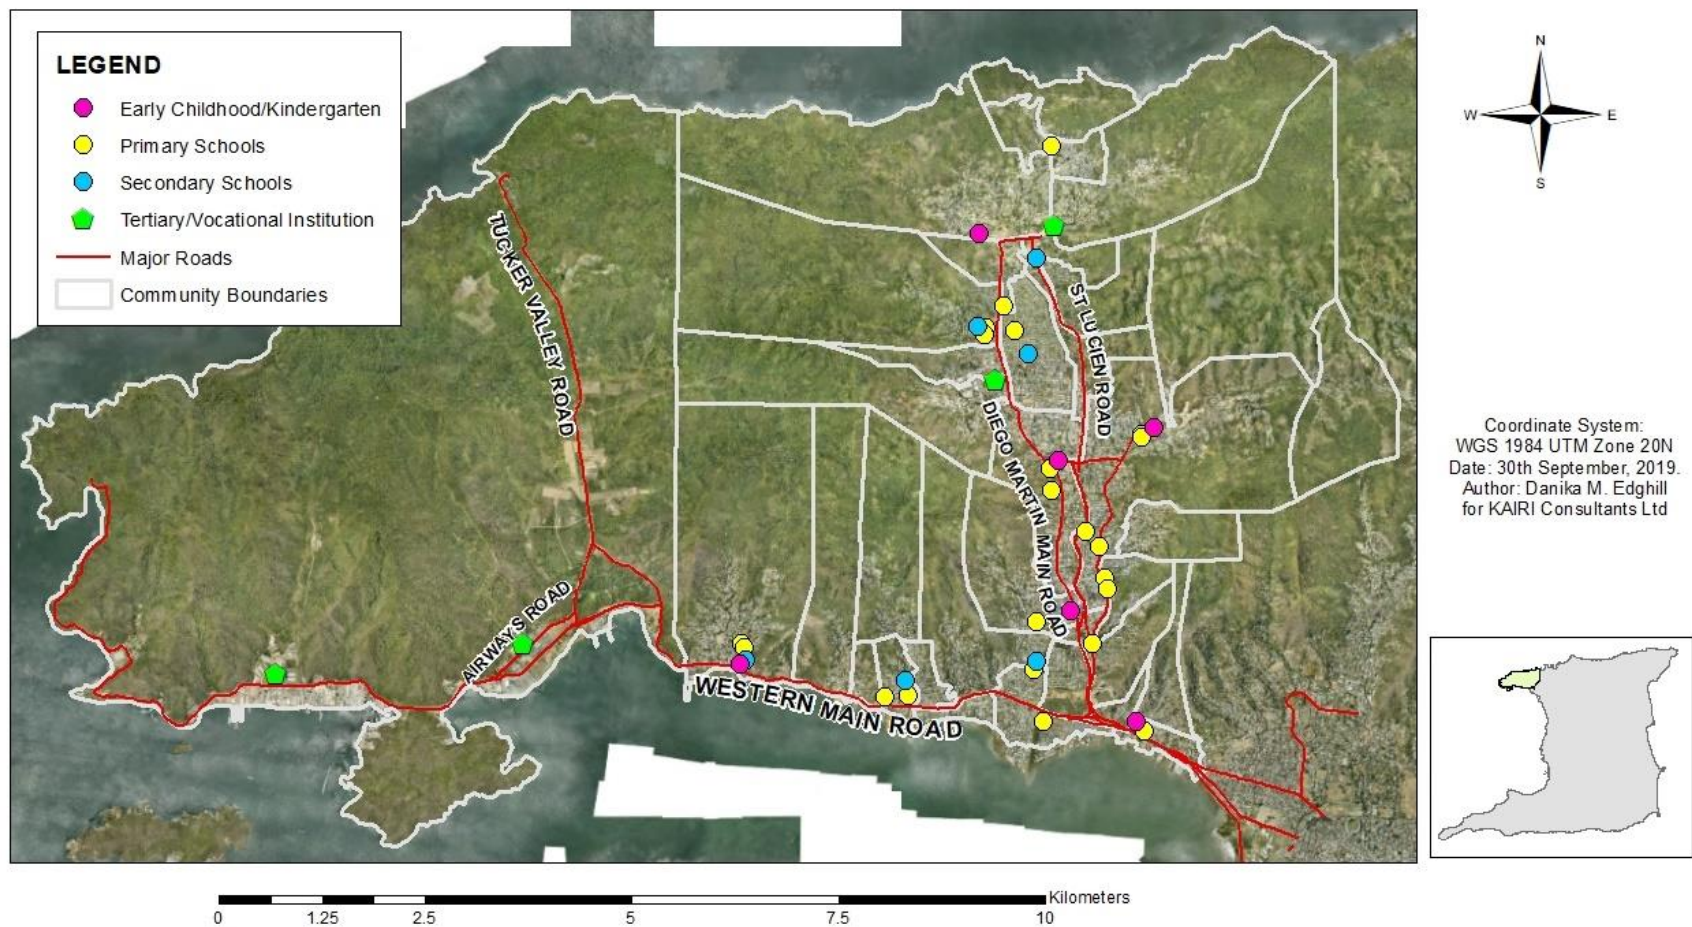 LEGEND
Early Childhood/Kindergarten
Primary Schools
Secondary Schools
Tertiary/Vocational Institution
Major Roads
Community Boundaries
TUCKER VALLEY ROAD
ST LUCIEN ROAD
DIEGO MARTIN MAIN ROAD
AIRWAYS ROAD
WESTERN MAIN ROAD
N
W
E
S
Coordinate System:
WGS 1984 UTM Zone 20N
Date: 30th September, 2019.
Author: Danika M. Edghill
for KAIRI Consultants Ltd
Kilometers
0 1.25 2.5 5 7.5 10